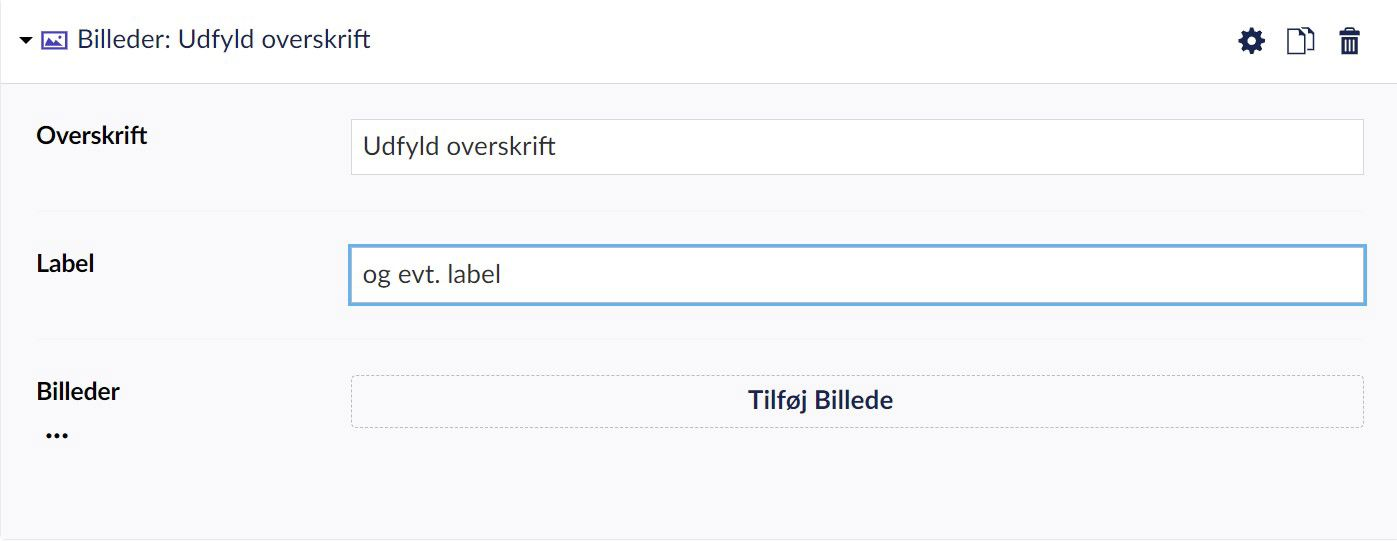 Billeder: Udfyld overskrift
Overskrift
Udfyld overskrift
Label
og evt. label
Billeder
Tilføj Billede
...